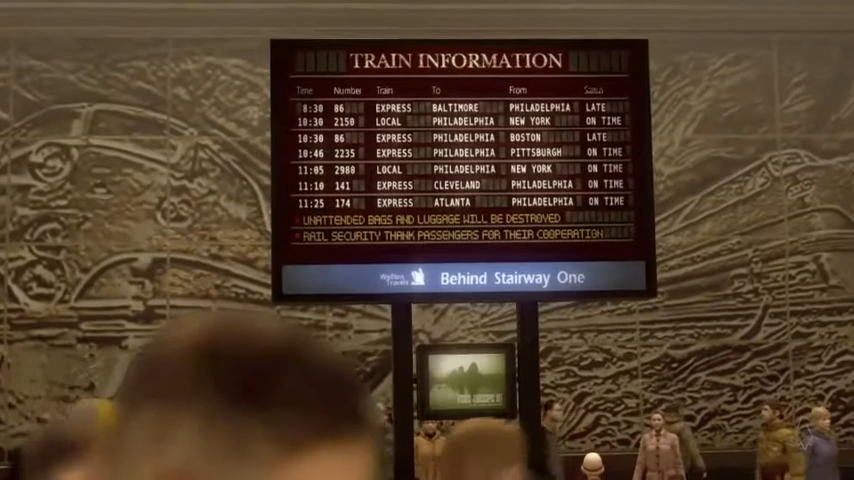 TRAIN INFORMATION
Time Number Train To From Status
8:30 86 EXPRESS BALTIMORE PHILADELPHIA LATE
10:30 2150 LOCAL PHILADELPHIA NEW YORK ON TIME
10:30 86 EXPRESS PHILADELPHIA BOSTON LATE
10:46 2235 EXPRESS PHILADELPHIA PITTSBURGH ON TIME
11:05 2980 LOCAL PHILADELPHIA NEW YORK ON TIME
11:10 141 EXPRESS CLEVELAND PHILADELPHIA ON TIME
11:25 174 EXPRESS ATLANTA PHILADELPHIA ON TIME
UNATTENDED BAGS AND LUGGAGE WILL BE DESTROYED
RAIL SECURITY THANK PASSENGERS FOR THEIR COOPERATION
Travels Behind Stairway One